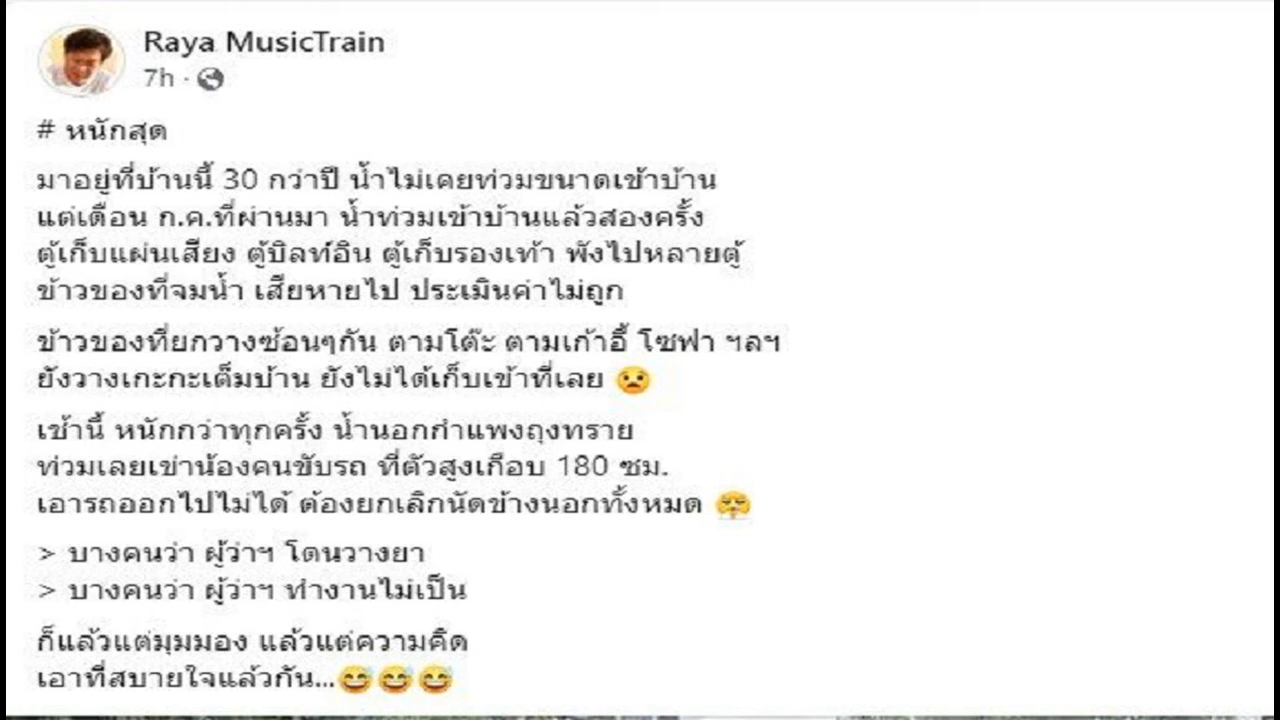 Raya MusicTrain
7h ·
# หนักสุด
มาอยู่ที่บ้านนี้ 30 กว่าปี น้ำไม่เคยท่วมขนาดเข้าบ้าน
แต่เดือน ก.ค.ที่ผ่านมา น้ำท่วมเข้าบ้านแล้วสองครั้ง
ตู้เก็บแผ่นเสียง ตู้บิลท์อิน ตู้เก็บรองเท้า พังไปหลายตู้
ข้าวของที่จมน้ำ เสียหายไป ประเมินค่าไม่ถูก
ข้าวของที่ยกวางซ้อนๆกัน ตามโต๊ะ ตามเก้าอี้ โซฟา ฯลฯ
ยังวางเกะกะเต็มบ้าน ยังไม่ได้เก็บเข้าที่เลย 😟
เช้านี้ หนักกว่าทุกครั้ง น้ำนอกกำแพงถุงทราย
ท่วมเลยเข่าน้องคนขับรถ ที่ตัวสูงเกือบ 180 ซม.
เอารถออกไปไม่ได้ ต้องยกเลิกนัดข้างนอกทั้งหมด 😤
> บางคนว่า ผู้ว่าฯ โดนวางยา
> บางคนว่า ผู้ว่าฯ ทำงานไม่เป็น
ก็แล้วแต่มุมมอง แล้วแต่ความคิด
เอาที่สบายใจแล้วกัน...😅😅😅